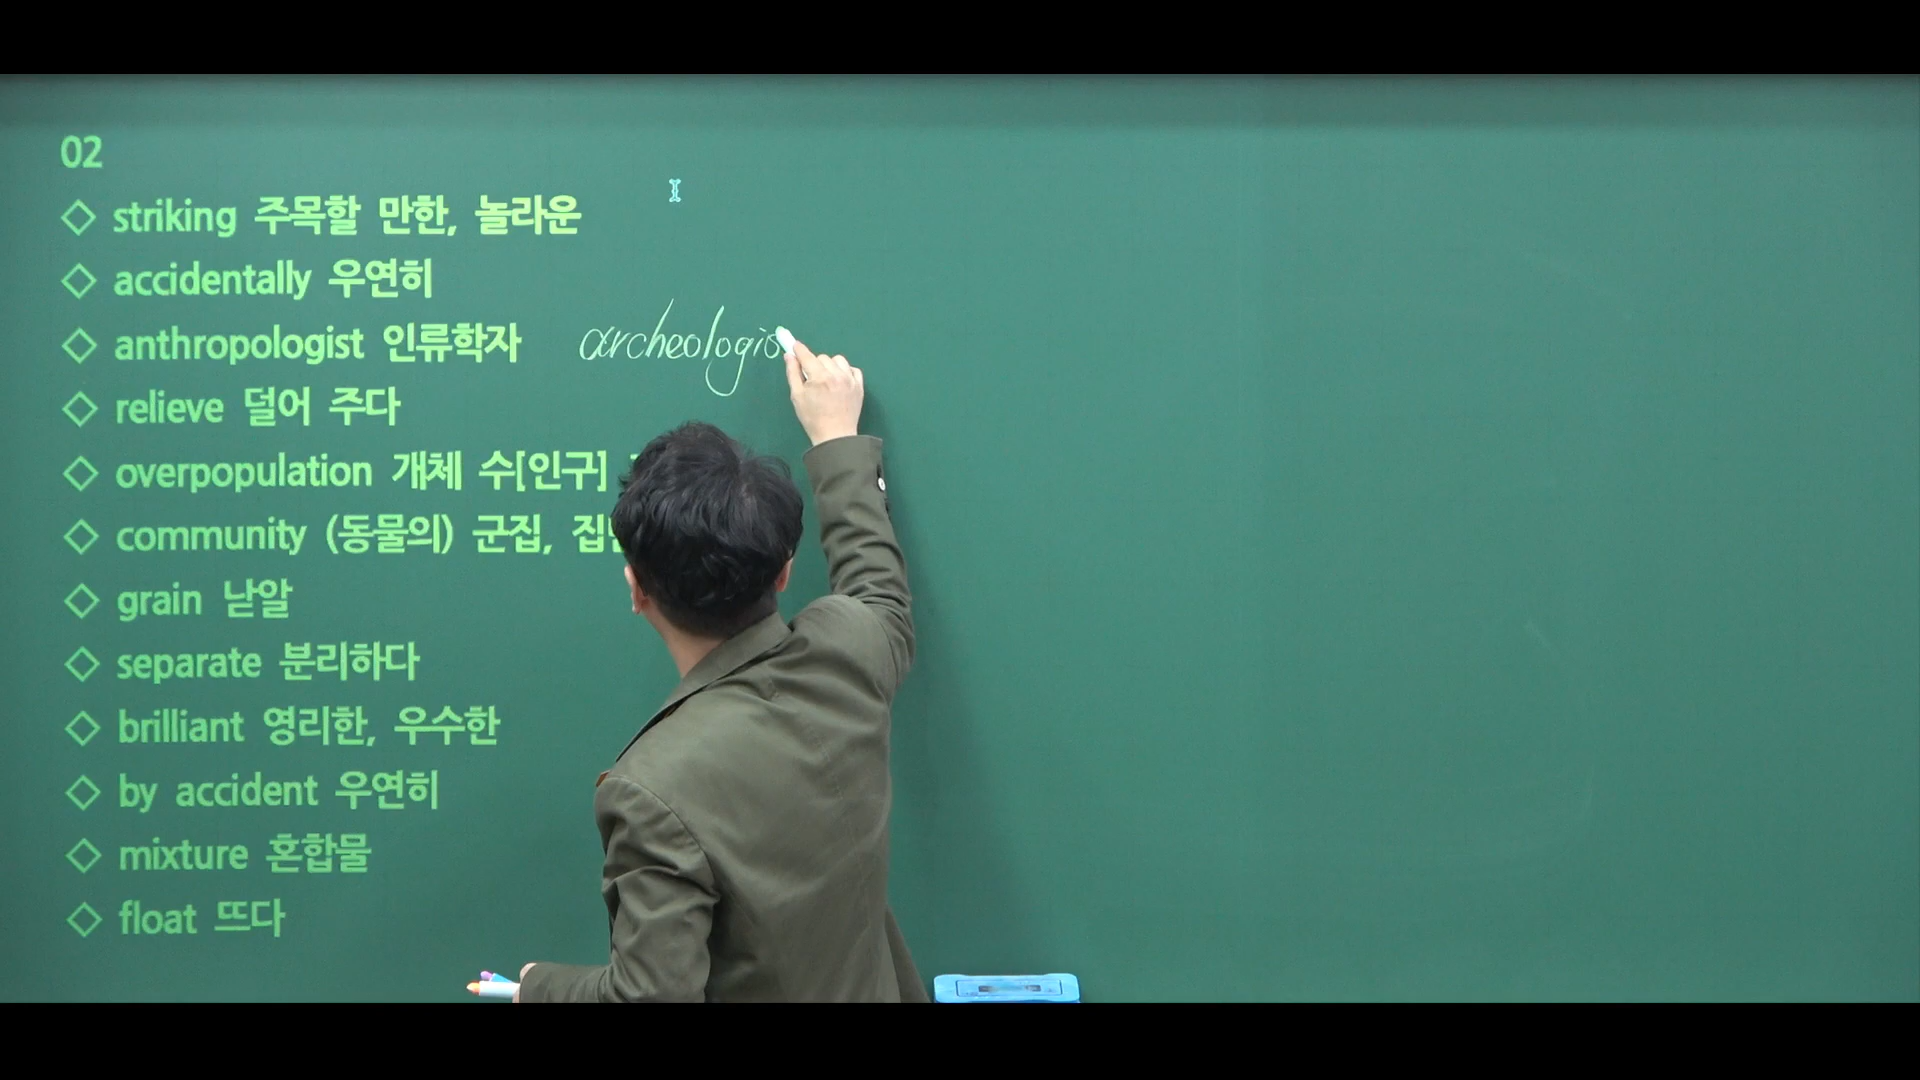 02
◇ striking 주목할 만한, 놀라운
◇ accidentally 우연히
◇ anthropologist 인류학자 archeologis
◇ relieve 덜어 주다
◇ overpopulation 개체 수[인구]
◇ community (동물의) 군집,
◇ grain 낟알
◇ separate 분리하다
◇ brilliant 영리한, 우수한
◇ by accident 우연히
◇ mixture 혼합물
◇ float 뜨다